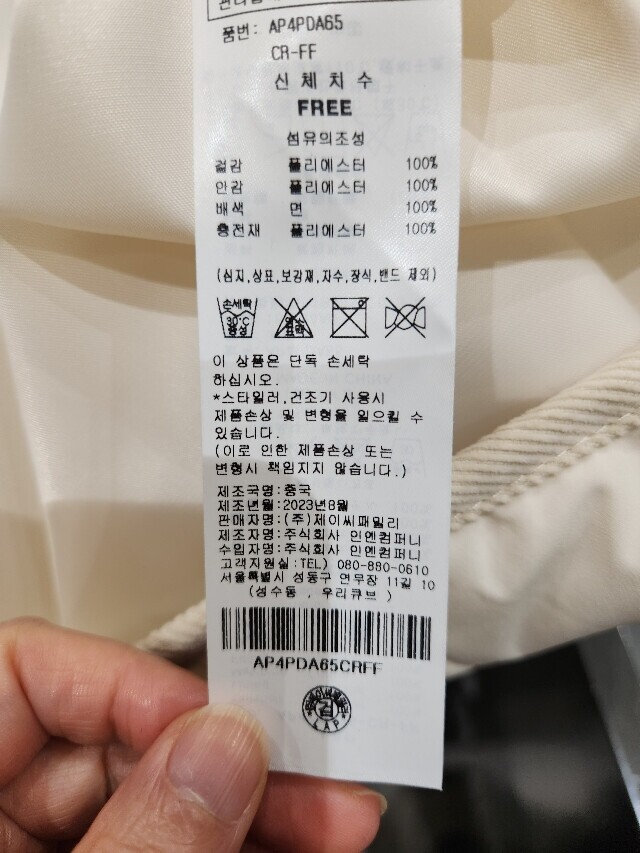 품번: AP4PDA65
CR-FF
신체치수
FREE
섬유의조성
겉감 폴리에스터 100%
안감 폴리에스터 100%
배색 면 100%
충전재 폴리에스터 100%
(심지,상표,보강재,자수,장식,밴드 제외)
손세탁
30℃
중성
염소
표백
이 상품은 단독 손세탁
하십시오.
*스타일러,건조기 사용시
제품손상 및 변형을 일으킬 수
있습니다.
(이로 인한 제품손상 또는
변형시 책임지지 않습니다.)
제조국명:중국
제조년월:2023년8월
판매자명:(주)제이씨패밀리
제조자명:주식회사 인엔컴퍼니
수입자명:주식회사 인엔컴퍼니
고객지원실:TEL) 080-880-0610
서울특별시 성동구 연무장 11길 10
(성수동 , 우리큐브 )
AP4PDA65CRFF
LAP